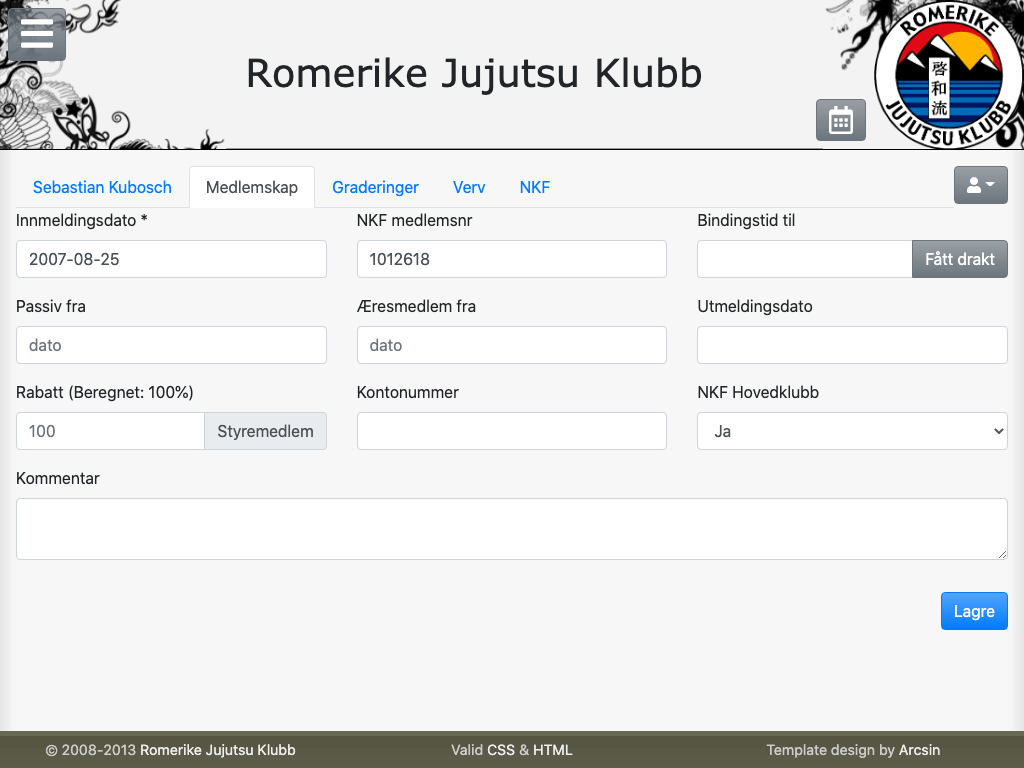 Romerike Jujutsu Klubb
ROMERIKE
啓和流
JUJUTSU KLUBB
Sebastian Kubosch Medlemskap Graderinger Verv NKF
Innmeldingsdato * NKF medlemsnr Bindingstid til
2007-08-25 1012618 Fått drakt
Passiv fra Æresmedlem fra Utmeldingsdato
dato dato
Rabatt (Beregnet: 100%) Kontonummer NKF Hovedklubb
100 Styremedlem Ja
Kommentar
Lagre
© 2008-2013 Romerike Jujutsu Klubb Valid CSS & HTML Template design by Arcsin